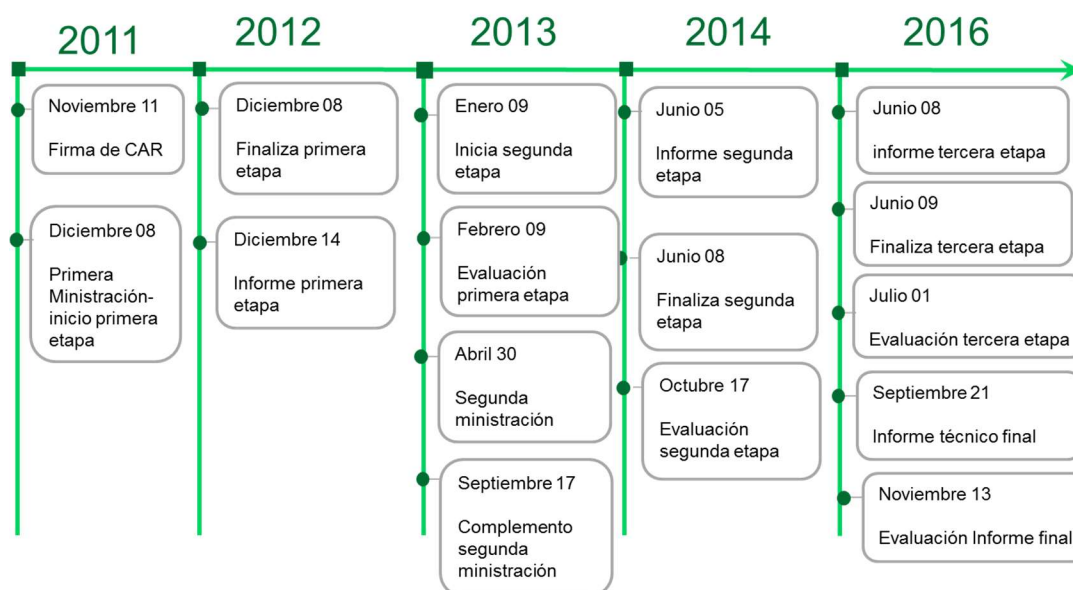 2011
2012
2013
2014
2016
Noviembre 11
Firma de CAR
Diciembre 08
Primera
Ministración-
inicio primera
etapa
Diciembre 08
Finaliza primera
etapa
Diciembre 14
Informe primera
etapa
Enero 09
Inicia segunda
etapa
Febrero 09
Evaluación
primera etapa
Abril 30
Segunda
ministración
Septiembre 17
Complemento
segunda
ministración
Junio 05
Informe segunda
etapa
Junio 08
Finaliza segunda
etapa
Octubre 17
Evaluación
segunda etapa
Junio 08
informe tercera etapa
Junio 09
Finaliza tercera etapa
Julio 01
Evaluación tercera etapa
Septiembre 21
Informe técnico final
Noviembre 13
Evaluación Informe final